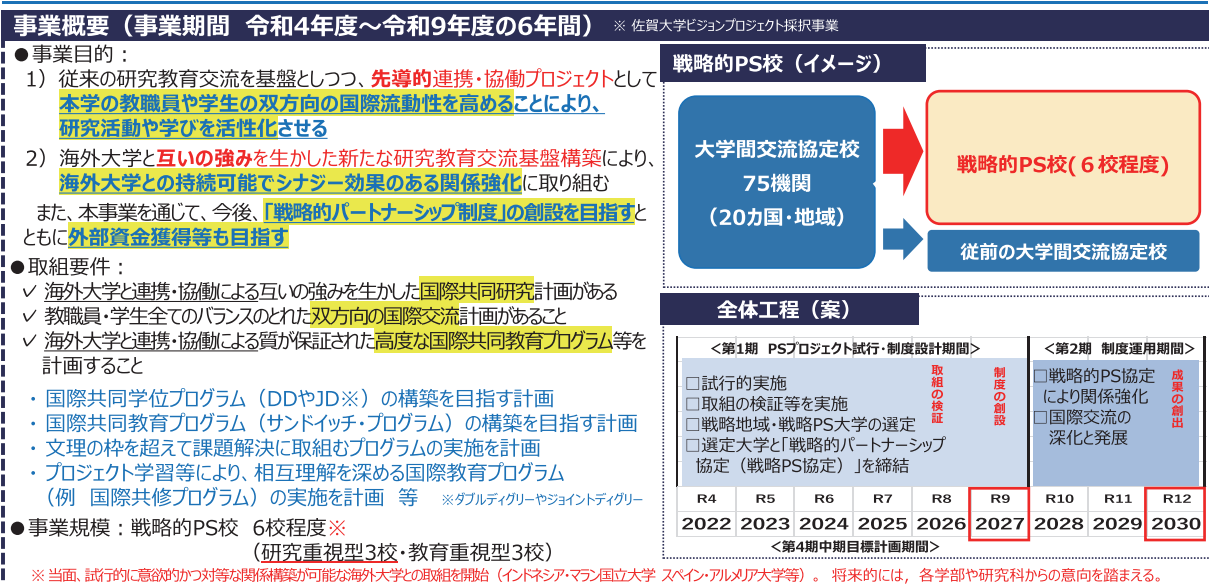 事業概要（事業期間　令和4年度～令和9年度の6年間）　※ 佐賀大学ビジョンプロジェクト採択事業
●事業目的：
1）従来の研究教育交流を基盤としつつ、先導的連携・協働プロジェクトとして
本学の教職員や学生の双方向の国際流動性を高めることにより、
研究活動や学びを活性化させる
2）海外大学と互いの強みを生かした新たな研究教育交流基盤構築により、
海外大学との持続可能でシナジー効果のある関係強化に取り組む
また、本事業を通じて、今後、「戦略的パートナーシップ制度」の創設を目指すと
ともに外部資金獲得等も目指す
●取組要件：
✓ 海外大学と連携・協働による互いの強みを生かした国際共同研究計画がある
✓ 教職員・学生全てのバランスのとれた双方向の国際交流計画があること
✓ 海外大学と連携・協働による質が保証された高度な国際共同教育プログラム等を
計画すること
・ 国際共同学位プログラム（DDやJD※）の構築を目指す計画
・ 国際共同教育プログラム（サンドイッチ・プログラム）の構築を目指す計画
・ 文理の枠を超えて課題解決に取組むプログラムの実施を計画
・ プロジェクト学習等により、相互理解を深める国際教育プログラム
（例　国際共修プログラム）の実施を計画　等　※ダブルディグリーやジョイントディグリー
●事業規模：戦略的PS校　6校程度※
（研究重視型3校・教育重視型3校）
戦略的PS校（イメージ）
大学間交流協定校
75機関
（20カ国・地域）
戦略的PS校(６校程度)
従前の大学間交流協定校
全体工程（案）
＜第1期　PSプロジェクト試行・制度設計期間＞
＜第2期　制度運用期間＞
□試行的実施
□取組の検証等を実施
□戦略地域・戦略PS大学の選定
□選定大学と「戦略的パートナーシップ
協定（戦略PS協定）」を締結
取組の検証
制度の創設
□戦略的PS協定
により関係強化
□国際交流の
深化と発展
成果の創出
R4 R5 R6 R7 R8 R9 R10 R11 R12
2022 2023 2024 2025 2026 2027 2028 2029 2030
＜第4期中期目標計画期間＞
※ 当面、試行的に意欲的かつ対等な関係構築が可能な海外大学との取組を開始（インドネシア・マラン国立大学 スペイン・アルメリア大学等）。 将来的には，各学部や研究科からの意向を踏まえる。